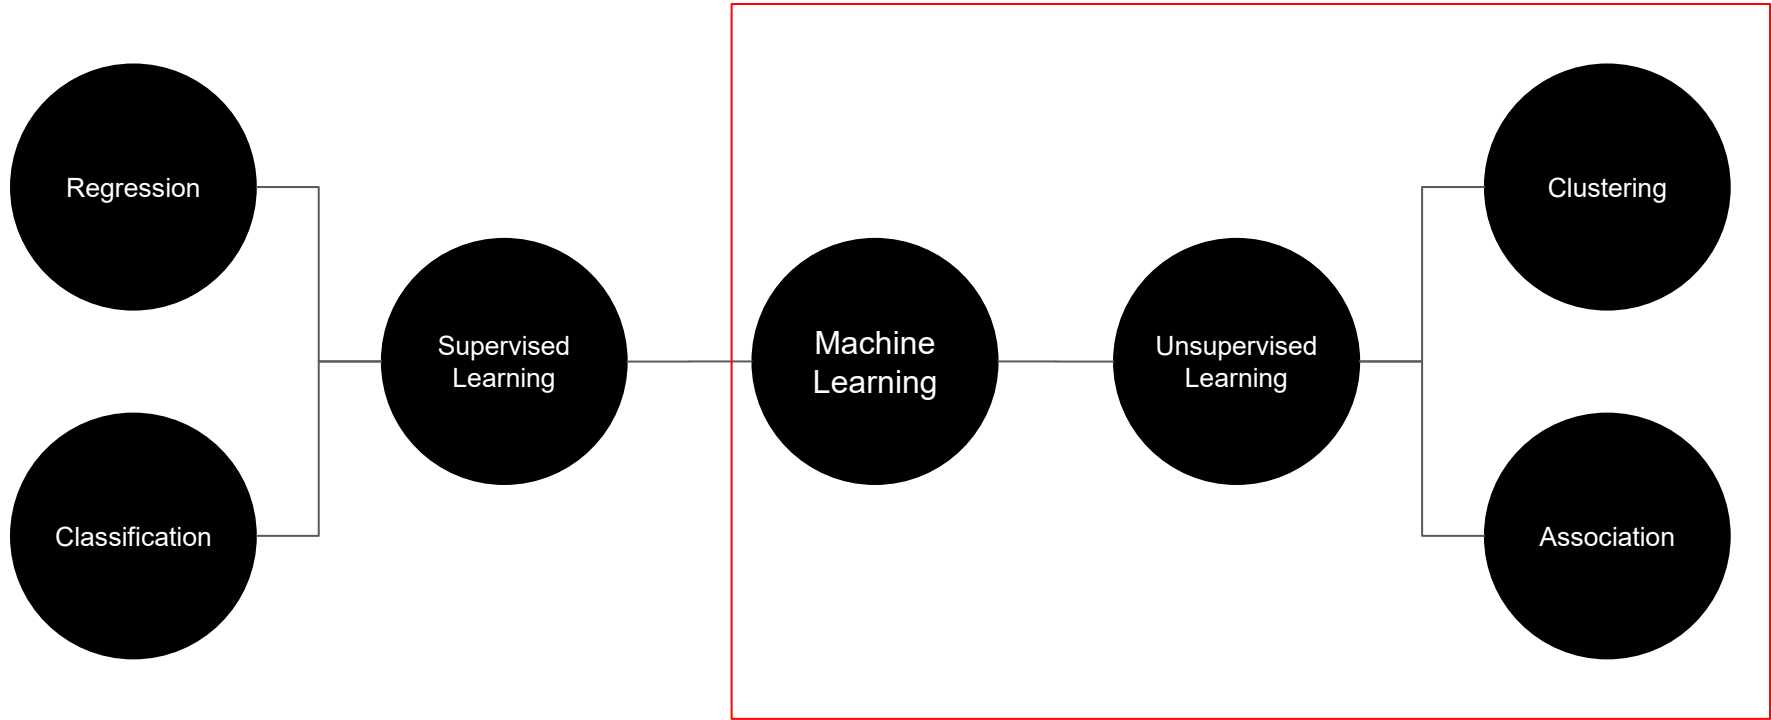 Regression
Clustering
Supervised
Learning
Machine
Learning
Unsupervised
Learning
Classification
Association